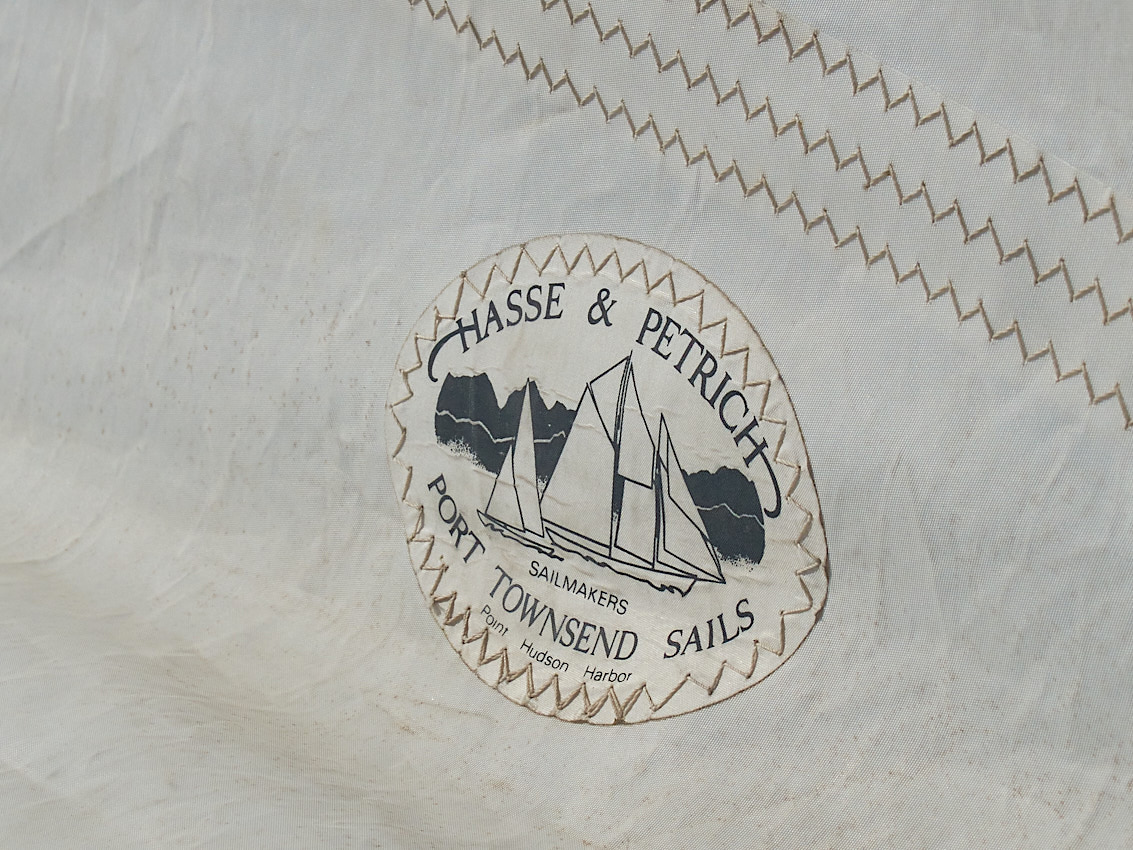 HASSE & PETRICH
SAILMAKERS
PORT TOWNSEND SAILS
Point Hudson Harbor